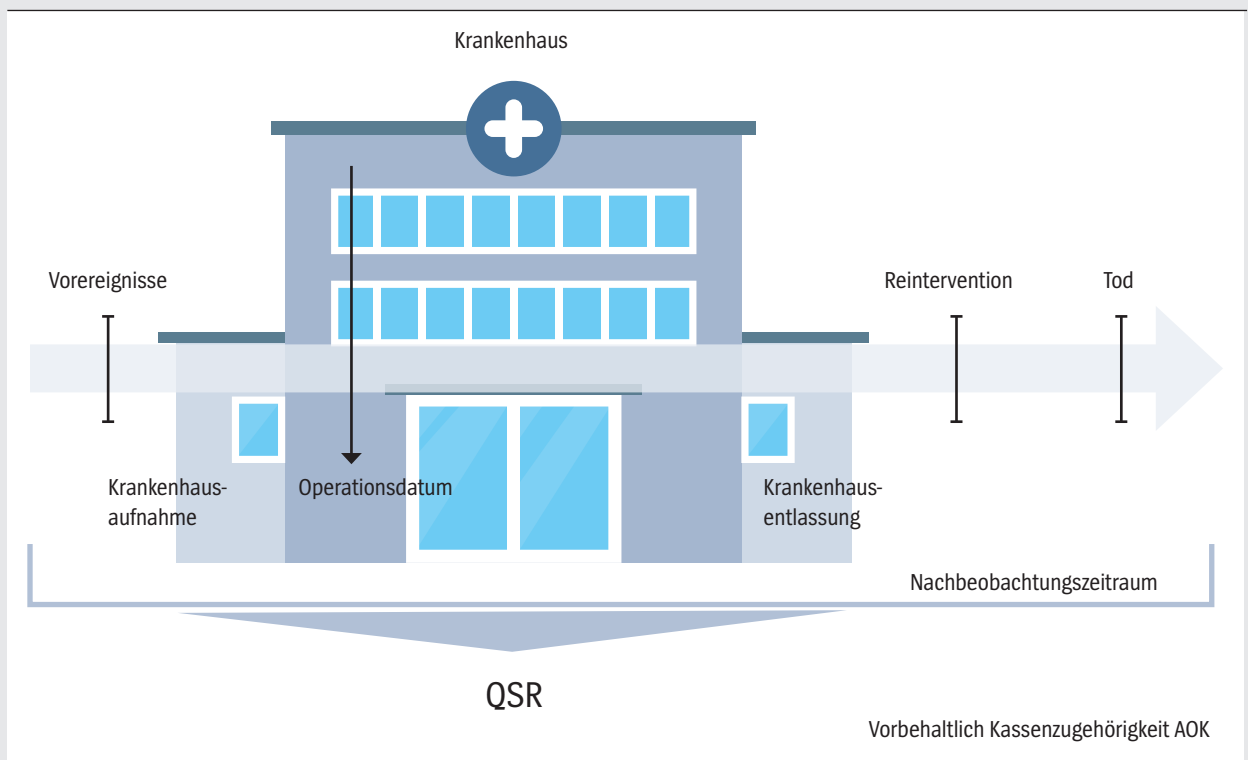 Krankenhaus
Vorereignisse
Reintervention
Tod
Krankenhaus-
aufnahme
Operationsdatum
Krankenhaus-
entlassung
Nachbeobachtungszeitraum
QSR
Vorbehaltlich Kassenzugehörigkeit AOK